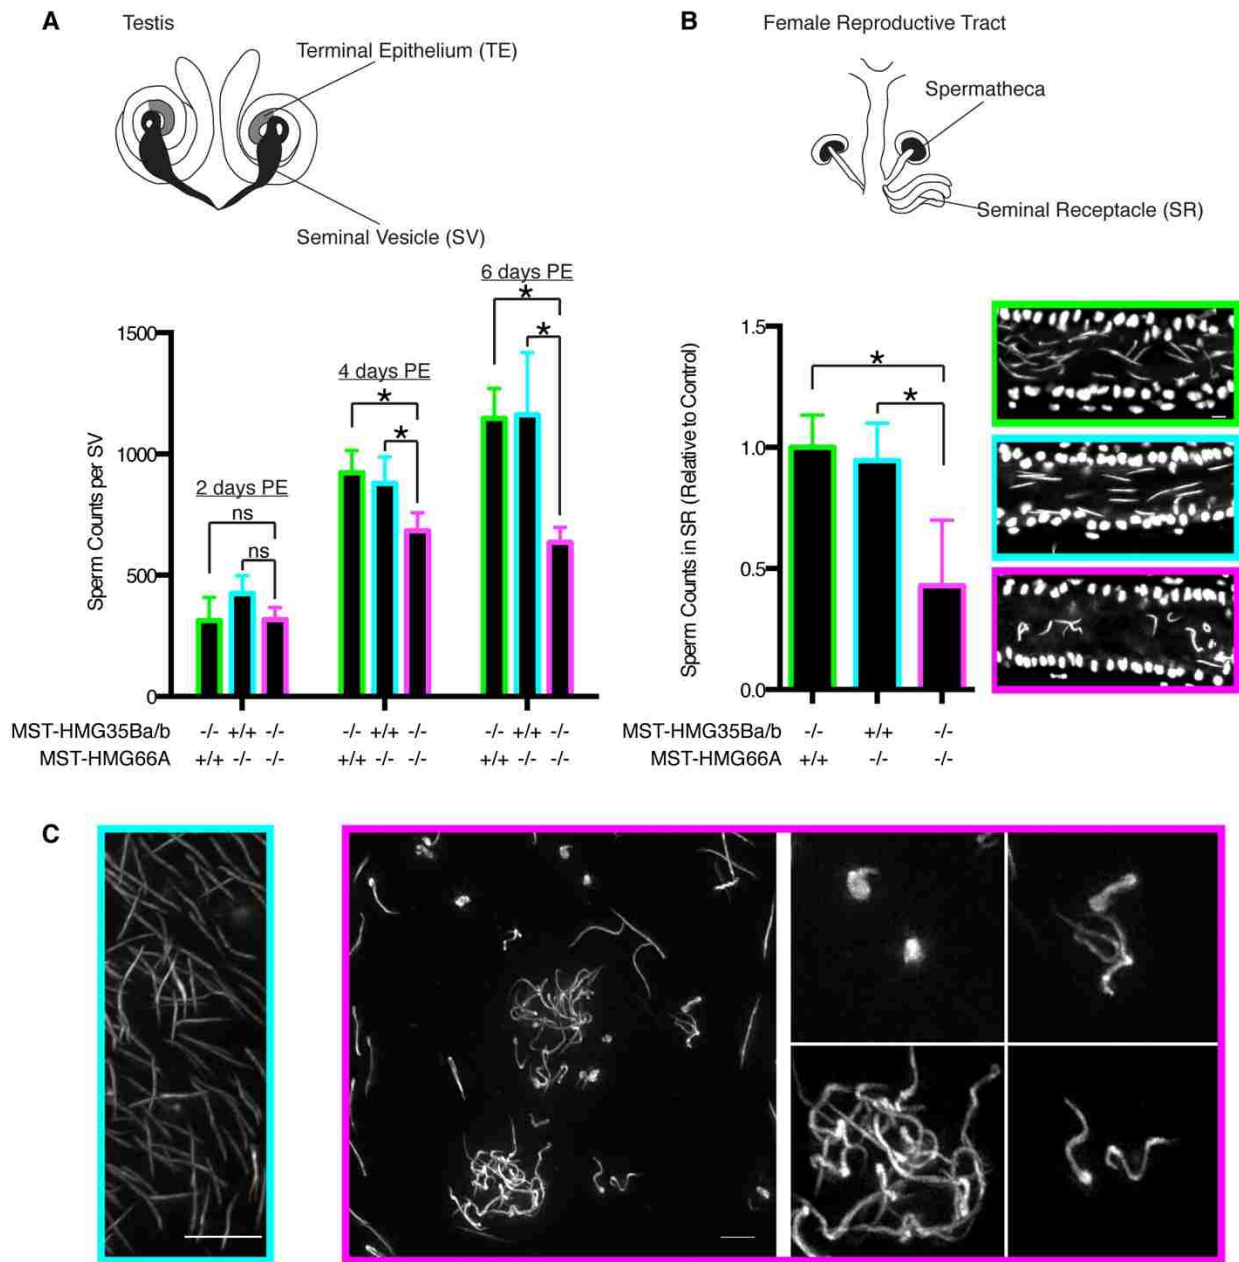 A
Testis
Terminal Epithelium (TE)
Seminal Vesicle (SV)
6 days PE
*
*
4 days PE
*
*
2 days PE
ns
ns
Sperm Counts per SV
1500
1000
500
0
MST-HMG35Ba/b -/- +/+ -/- -/- +/+ -/- -/- +/+ -/-
MST-HMG66A +/+ -/- -/- +/+ -/- -/- +/+ -/- -/-
B
Female Reproductive Tract
Spermatheca
Seminal Receptacle (SR)
*
*
Sperm Counts in SR (Relative to Control)
1.5
1.0
0.5
0.0
MST-HMG35Ba/b -/- +/+ -/-
MST-HMG66A +/+ -/- -/-
C